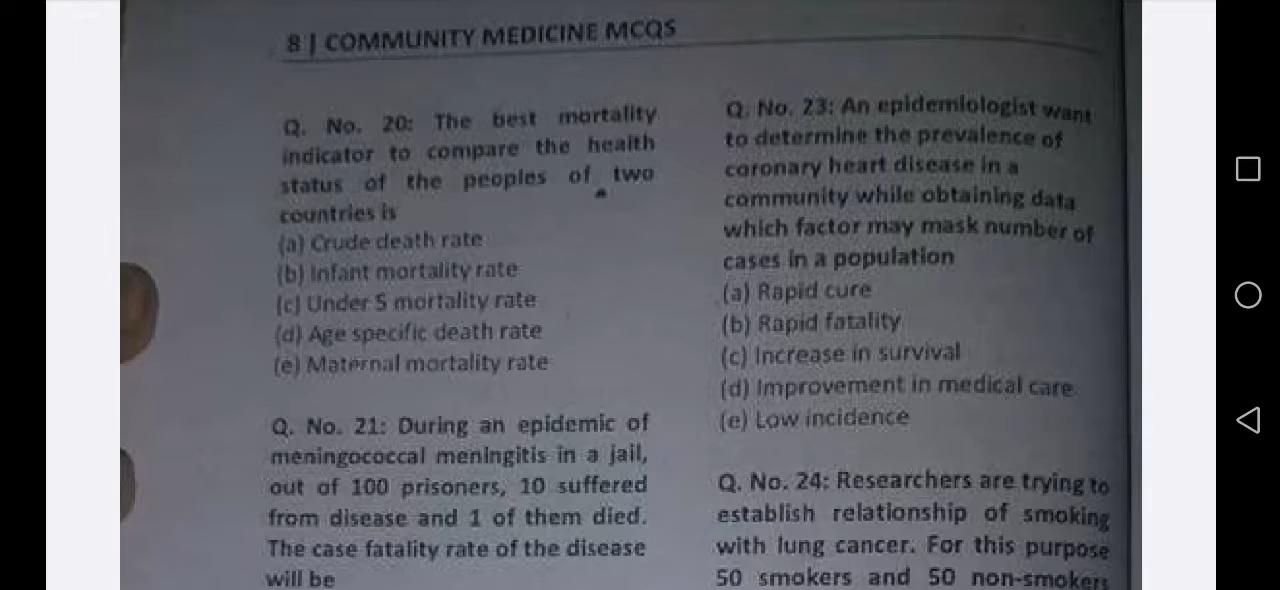 8 | COMMUNITY MEDICINE MCQS
Q. No. 20: The best mortality
indicator to compare the health
status of the peoples of two
countries is
(a) Crude death rate
(b) Infant mortality rate
(c) Under 5 mortality rate
(d) Age specific death rate
(e) Maternal mortality rate
Q. No. 21: During an epidemic of
meningococcal meningitis in a jail,
out of 100 prisoners, 10 suffered
from disease and 1 of them died.
The case fatality rate of the disease
will be
Q. No. 23: An epidemiologist want
to determine the prevalence of
coronary heart disease in a
community while obtaining data
which factor may mask number of
cases in a population
(a) Rapid cure
(b) Rapid fatality
(c) Increase in survival
(d) Improvement in medical care
(e) Low incidence
Q. No. 24: Researchers are trying to
establish relationship of smoking
with lung cancer. For this purpose
50 smokers and 50 non-smokers